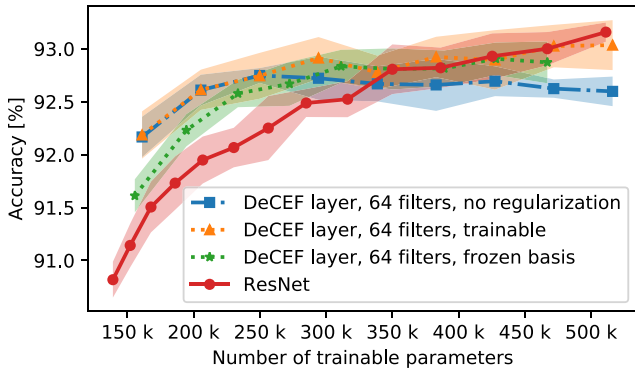 93.0
92.5
92.0
91.5
91.0
Accuracy [%]
DeCEF layer, 64 filters, no regularization
DeCEF layer, 64 filters, trainable
DeCEF layer, 64 filters, frozen basis
ResNet
150 k 200 k 250 k 300 k 350 k 400 k 450 k 500 k
Number of trainable parameters